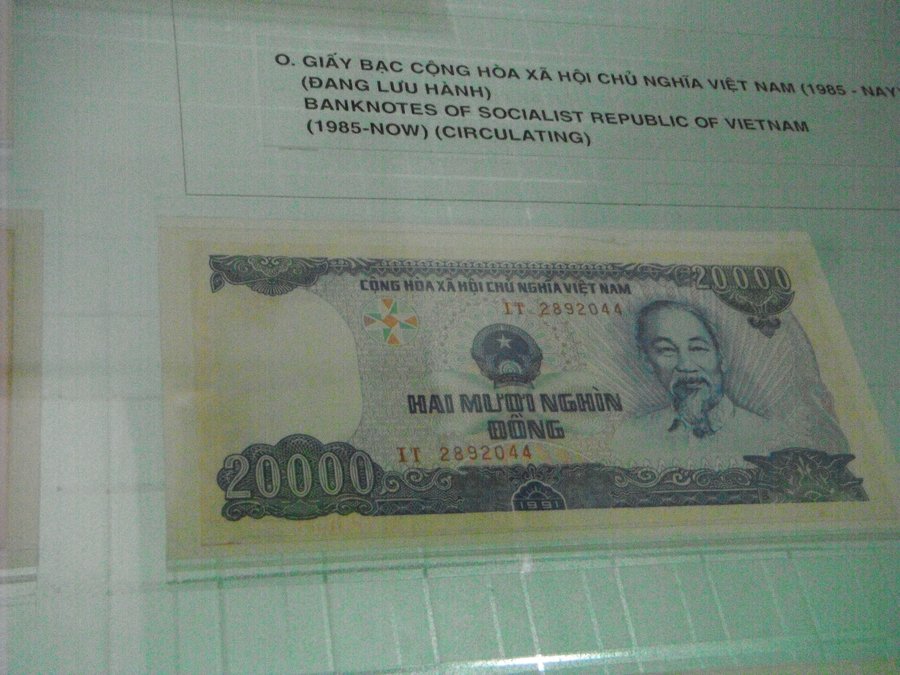 O. GIẤY BẠC CỘNG HÒA XÃ HỘI CHỦ NGHĨA VIỆT NAM (1985 - NAY)
(ĐANG LƯU HÀNH)
BANKNOTES OF SOCIALIST REPUBLIC OF VIETNAM
(1985-NOW) (CIRCULATING)
20000
CỘNG HÒA XÃ HỘI CHỦ NGHĨA VIỆT NAM
IT 2892044
HAI MƯƠI NGHÌN
ĐỒNG
IT 2892044
20000
1991